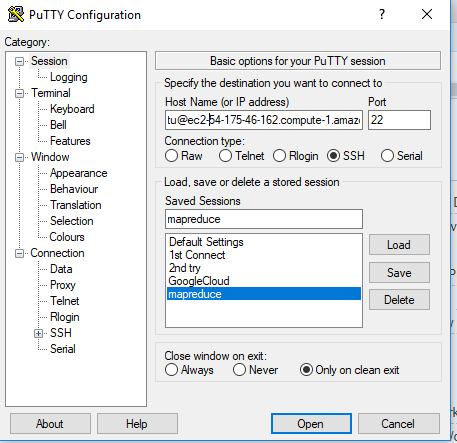 PuTTY Configuration
?
Category:
Session
Logging
Terminal
Keyboard
Bell
Features
Window
Appearance
Behaviour
Translation
Selection
Colours
Connection
Data
Proxy
Telnet
Rlogin
SSH
Serial
Basic options for your PuTTY session
Specify the destination you want to connect to
Host Name (or IP address) Port
tu@ec2-54-175-46-162.compute-1.amaz 22
Connection type:
Raw Telnet Rlogin SSH Serial
Load, save or delete a stored session
Saved Sessions
mapreduce
Default Settings
1st Connect
2nd try
GoogleCloud
mapreduce
Load
Save
Delete
Close window on exit:
Always Never Only on clean exit
About Help Open Cancel